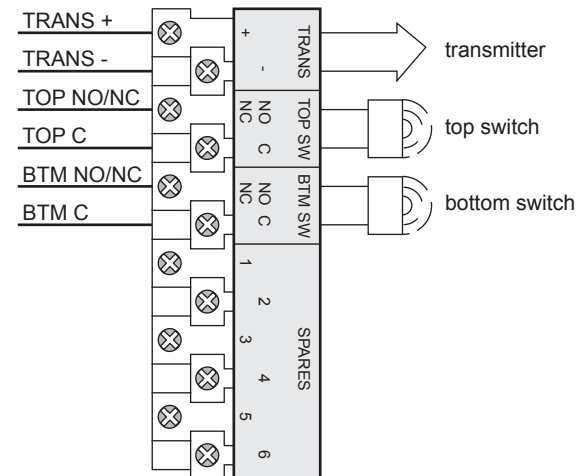 TRANS +
TRANS -
TOP NO/NC
TOP C
BTM NO/NC
BTM C
+
-
TRANS
NO
NC
C
TOP SW
NO
NC
C
BTM SW
1
2
3
4
5
6
SPARES
transmitter
top switch
bottom switch